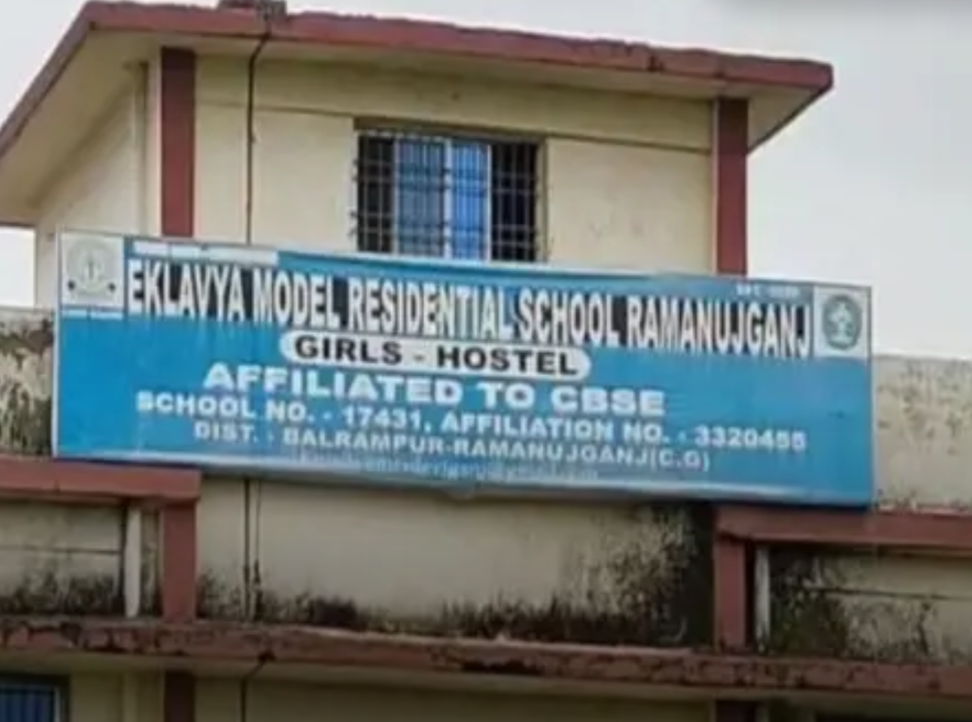 EKLAVYA MODEL RESIDENTIAL SCHOOL RAMANUJGANJ
GIRLS - HOSTEL
AFFILIATED TO CBSE
SCHOOL NO. - 17431, AFFILIATION NO. - 3320455
DIST. - BALRAMPUR-RAMANUJGANJ(C.G)